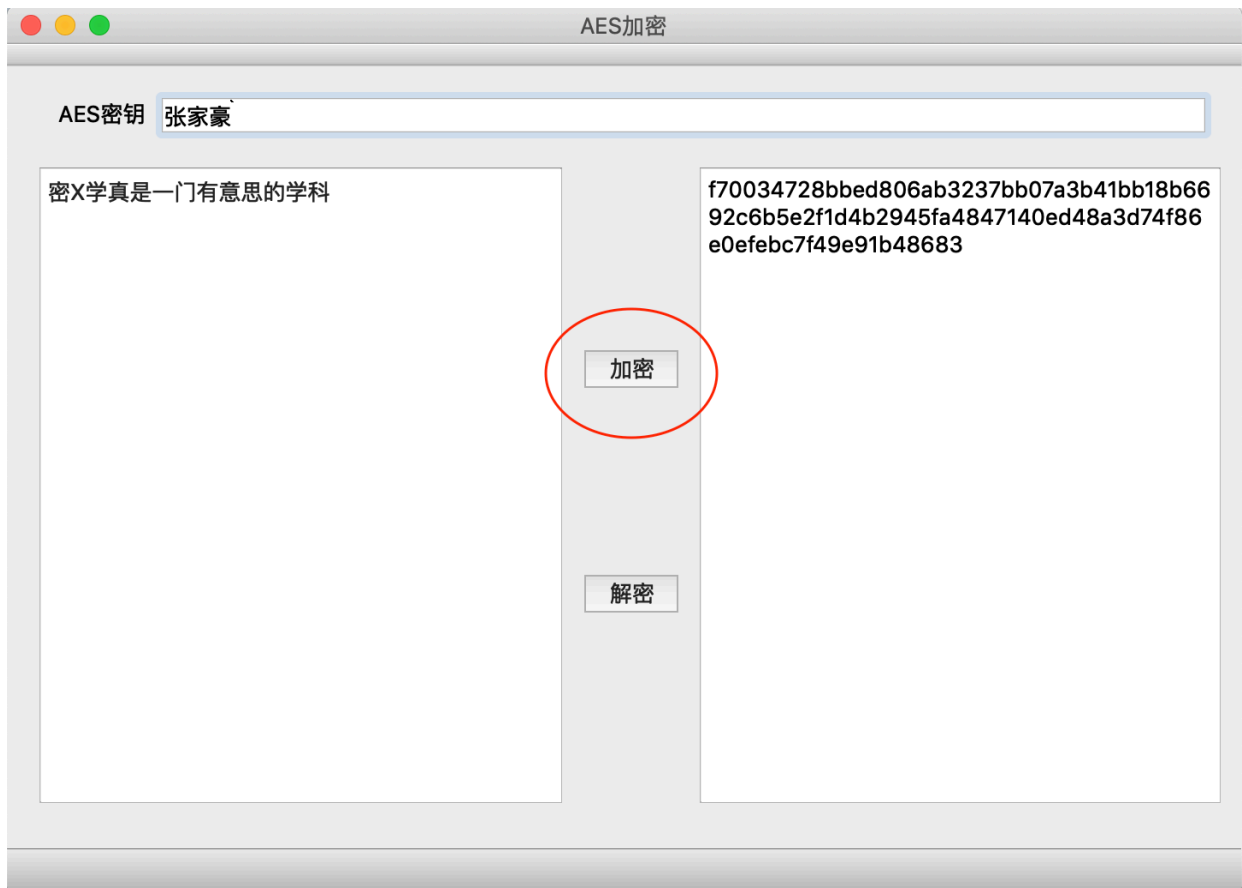 AES加密
AES密钥 张家豪`
密X学真是一门有意思的学科
f70034728bbed806ab3237bb07a3b41bb18b66
92c6b5e2f1d4b2945fa4847140ed48a3d74f86
e0efebc7f49e91b48683
加密
解密